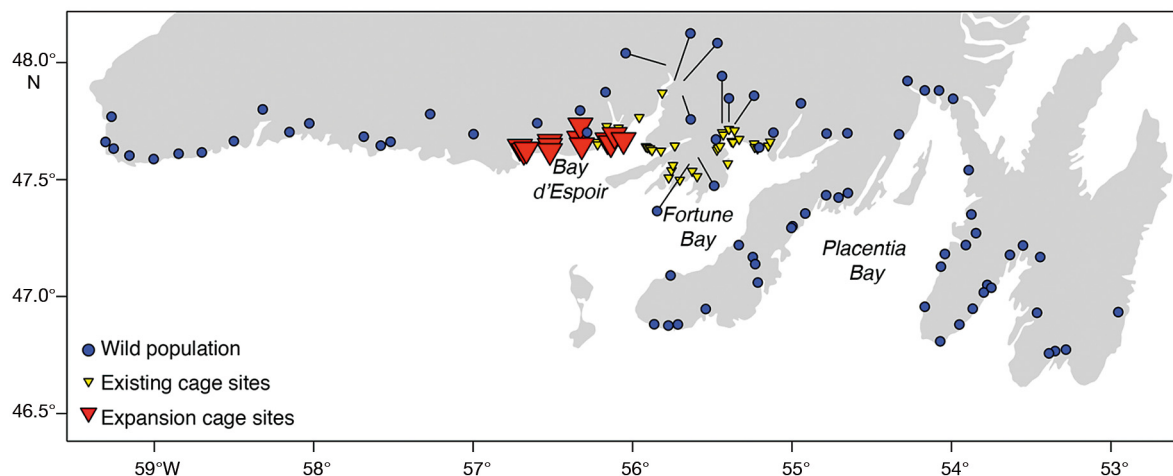 48.0°
N
47.5°
47.0°
46.5°
Bay
d'Espoir
Fortune
Bay
Placentia
Bay
Wild population
Existing cage sites
Expansion cage sites
59°W
58°
57°
56°
55°
54°
53°